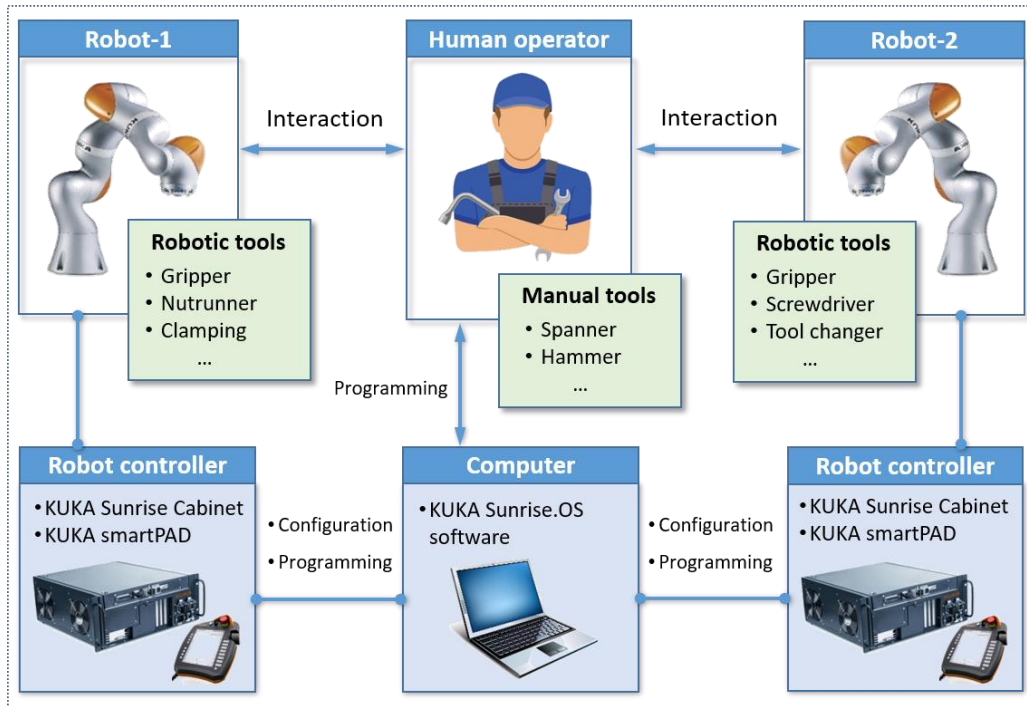 Robot-1
Human operator
Robot-2
Interaction
Interaction
Robotic tools
• Gripper
• Nutrunner
• Clamping
...
Manual tools
• Spanner
• Hammer
...
Robotic tools
• Gripper
• Screwdriver
• Tool changer
...
Programming
Robot controller
• KUKA Sunrise Cabinet
• KUKA smartPAD
• Configuration
• Programming
Computer
• KUKA Sunrise.OS
software
• Configuration
• Programming
Robot controller
• KUKA Sunrise Cabinet
• KUKA smartPAD